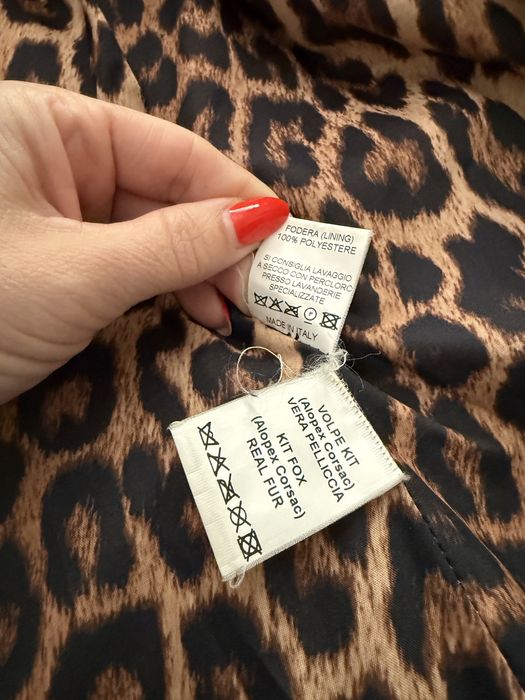 FODERA (LINING)
100% POLYESTERE
SI CONSIGLIA LAVAGGIO
A SECCO CON PERCLORO
PRESSO LAVANDERIE
SPECIALIZZATE
P
MADE IN ITALY
VOLPE KIT
(Alopex Corsac)
VERA PELLICCIA
KIT FOX
(Alopex Corsac)
REAL FUR